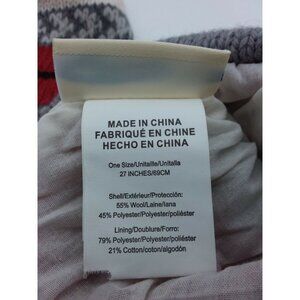 MADE IN CHINA
FABRIQUÉ EN CHINE
HECHO EN CHINA
One Size/Unitaille/Unitalla
27 INCHES/69CM
Shell/Extérieur/Protección:
55% Wool/Laine/lana
45% Polyester/Polyester/poliéster
Lining/Doublure/Forro:
79% Polyester/Polyester/poliéster
21% Cotton/coton/algodón